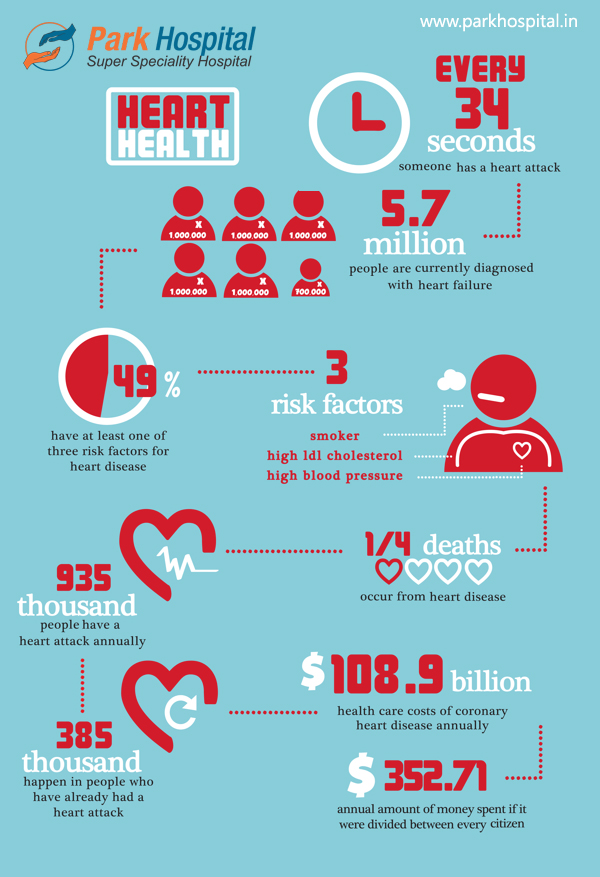 www.parkhospital.in
Park Hospital
Super Speciality Hospital
HEART
HEALTH
EVERY
34
seconds
someone has a heart attack
x
1.000.000
x
1.000.000
x
1.000.000
x
1.000.000
x
1.000.000
x
700.000
5.7
million
people are currently diagnosed
with heart failure
49 %
have at least one of
three risk factors for
heart disease
3
risk factors
smoker
high ldl cholesterol
high blood pressure
935
thousand
people have a
heart attack annually
1/4 deaths
occur from heart disease
385
thousand
happen in people who
have already had a
heart attack
$108.9 billion
health care costs of coronary
heart disease annually
$ 352.71
annual amount of money spent if it
were divided between every citizen